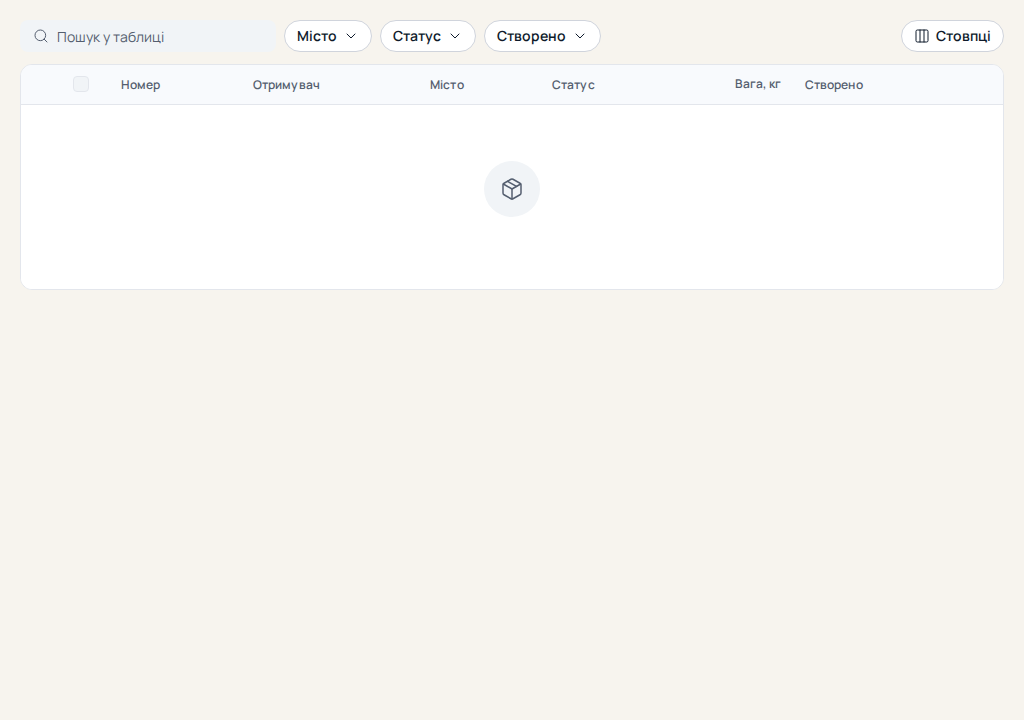 Пошук у таблиці
Місто
Статус
Створено
Стовпці
Номер
Отримувач
Місто
Статус
Вага, кг
Створено